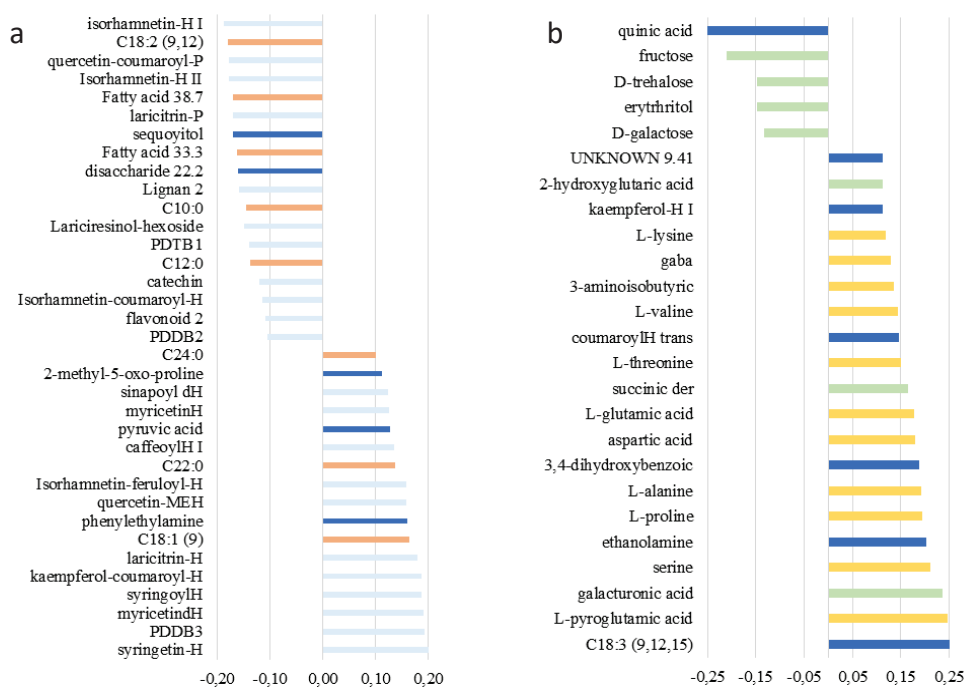 a
isorhamnetin-H I
C18:2 (9,12)
quercetin-coumaroyl-P
Isorhamnetin-H II
Fatty acid 38.7
laricitrin-P
sequoyitol
Fatty acid 33.3
disaccharide 22.2
Lignan 2
C10:0
Lariciresinol-hexoside
PDTB1
C12:0
catechin
Isorhamnetin-coumaroyl-H
flavonoid 2
PDDB2
C24:0
2-methyl-5-oxo-proline
sinapoyl dH
myricetinH
pyruvic acid
caffeoylH I
C22:0
Isorhamnetin-feruloyl-H
quercetin-MEH
phenylethylamine
C18:1 (9)
laricitrin-H
kaempferol-coumaroyl-H
syringoylH
myricetindH
PDDB3
syringetin-H
-0,20 -0,10 0,00 0,10 0,20
b
quinic acid
fructose
D-trehalose
erytrhritol
D-galactose
UNKNOWN 9.41
2-hydroxyglutaric acid
kaempferol-H I
L-lysine
gaba
3-aminoisobutyric
L-valine
coumaroylH trans
L-threonine
succinic der
L-glutamic acid
aspartic acid
3,4-dihydroxybenzoic
L-alanine
L-proline
ethanolamine
serine
galacturonic acid
L-pyroglutamic acid
C18:3 (9,12,15)
-0,25 -0,15 -0,05 0,05 0,15 0,25